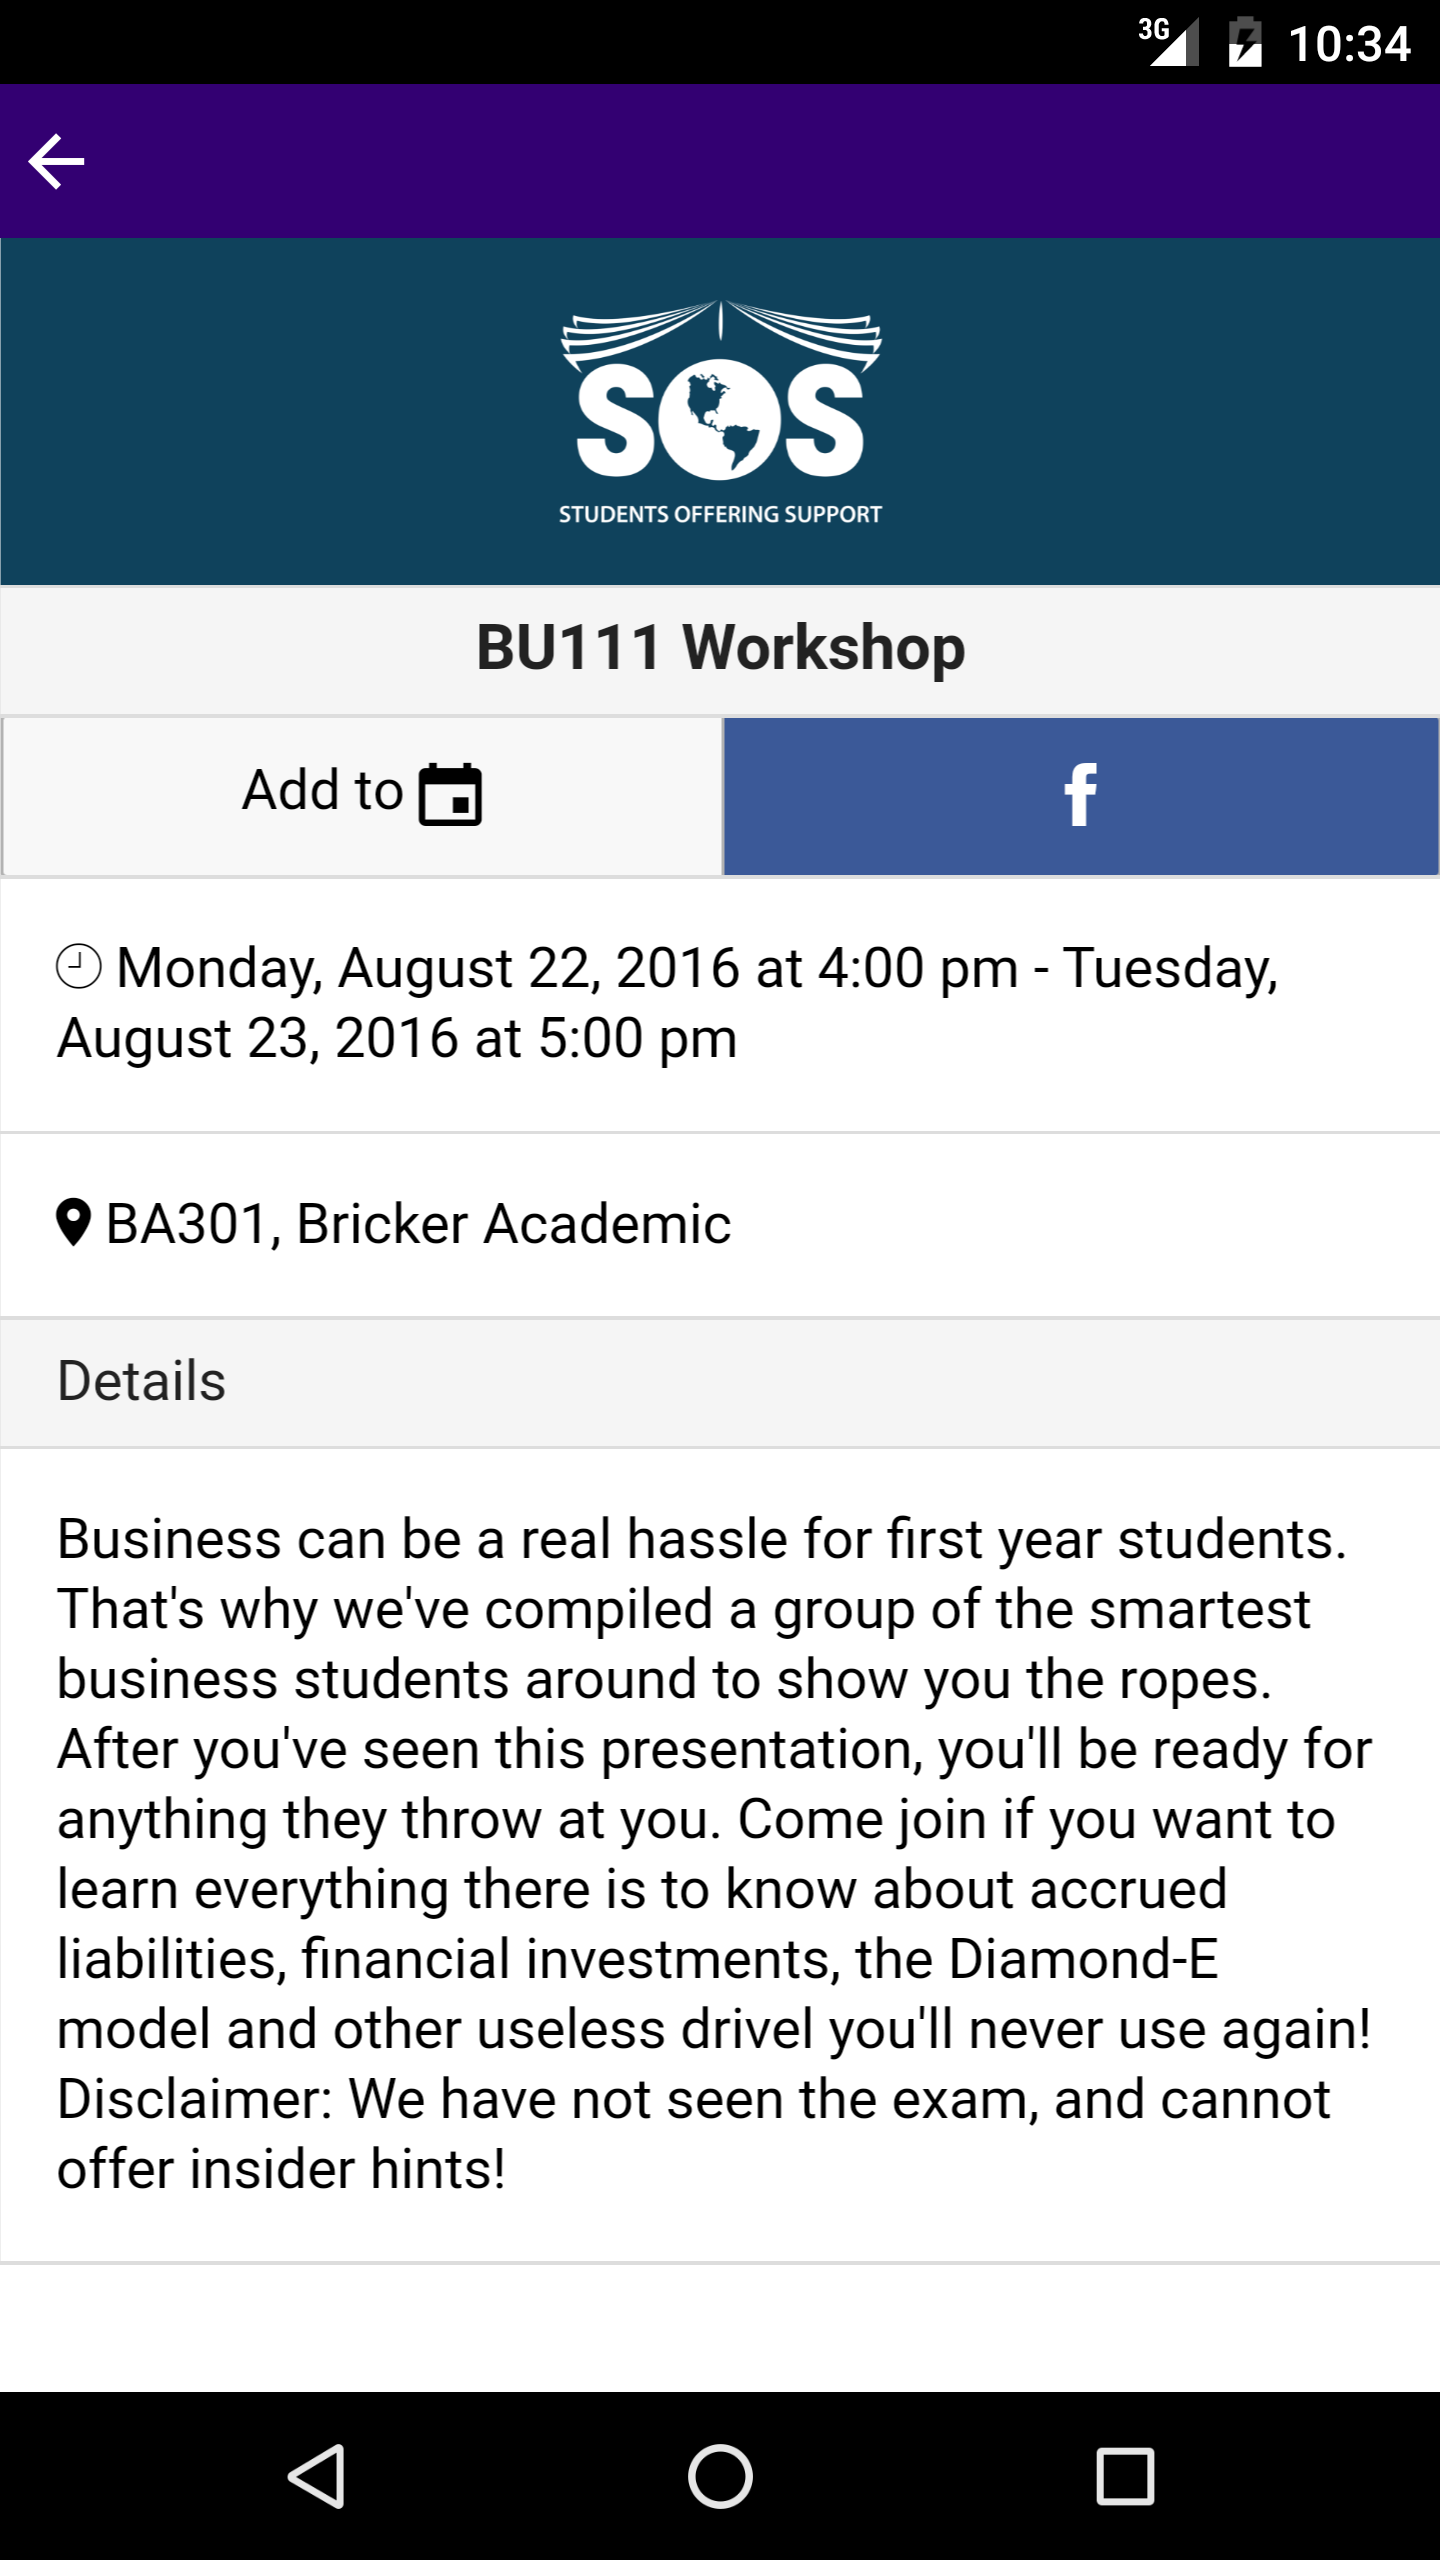 3G 10:34
SOS
STUDENTS OFFERING SUPPORT
BU111 Workshop
Add to
f
Monday, August 22, 2016 at 4:00 pm - Tuesday,
August 23, 2016 at 5:00 pm
BA301, Bricker Academic
Details
Business can be a real hassle for first year students.
That's why we've compiled a group of the smartest
business students around to show you the ropes.
After you've seen this presentation, you'll be ready for
anything they throw at you. Come join if you want to
learn everything there is to know about accrued
liabilities, financial investments, the Diamond-E
model and other useless drivel you'll never use again!
Disclaimer: We have not seen the exam, and cannot
offer insider hints!